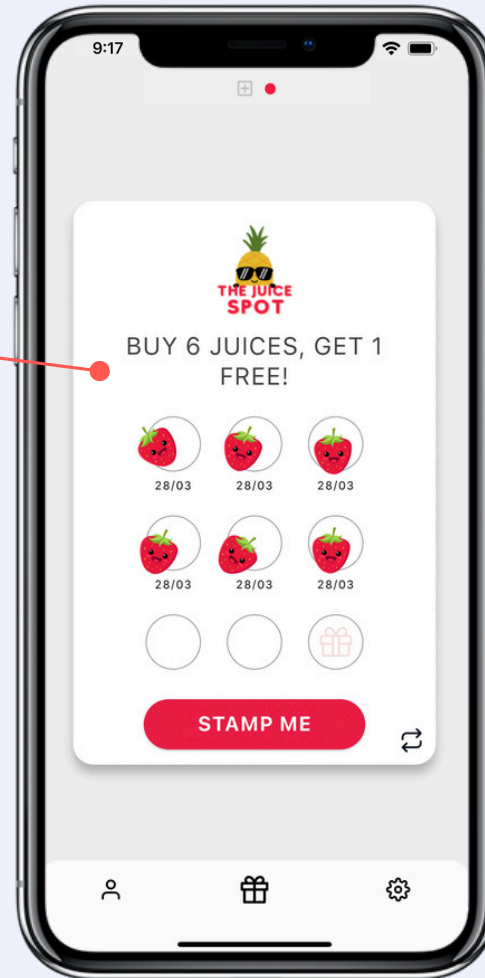 9:17
THE JUICE
SPOT
BUY 6 JUICES, GET 1
FREE!
28/03 28/03 28/03
28/03 28/03 28/03
STAMP ME